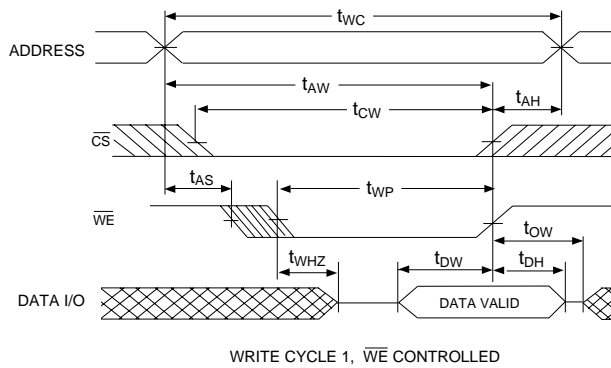 tWC
ADDRESS
tAW
tCW
tAH
CS
tAS
tWP
WE
tOW
tWHZ
tDW
tDH
DATA I/O
DATA VALID
WRITE CYCLE 1, WE CONTROLLED